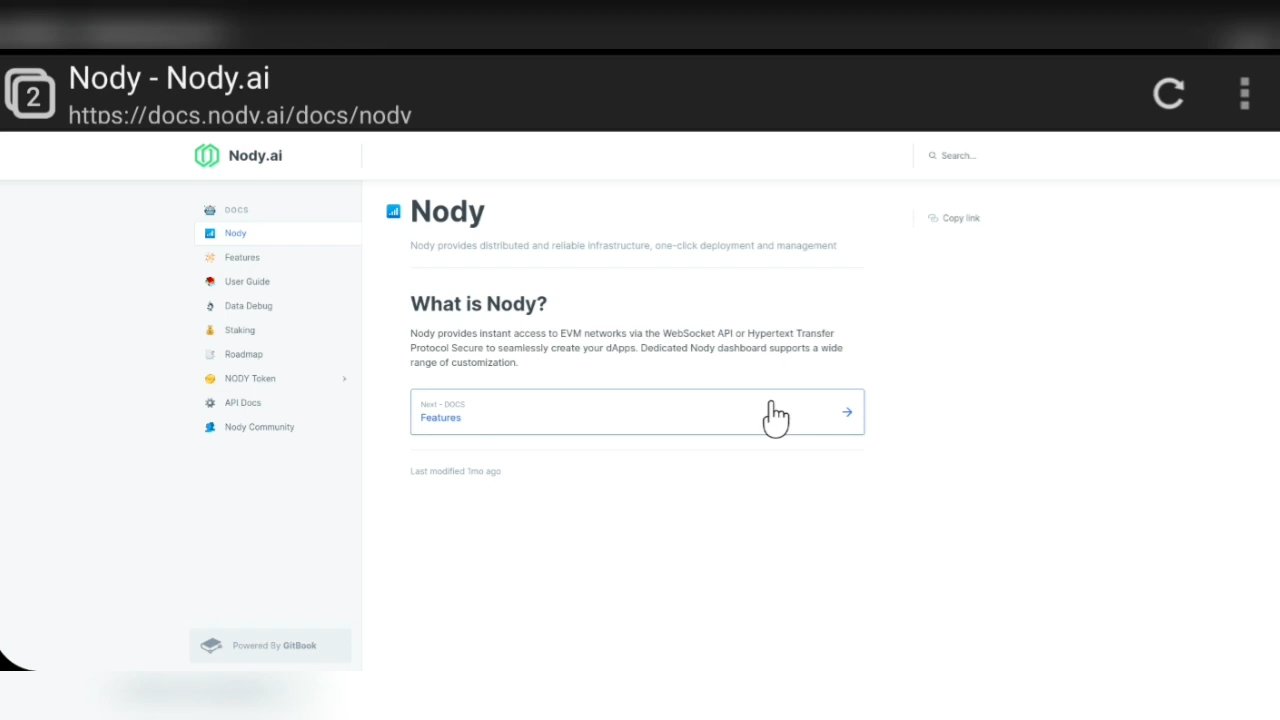 2
Nody - Nody.ai
https://docs.nody.ai/docs/nody
Nody.ai
Search...
DOCS
Nody
Features
User Guide
Data Debug
Staking
Roadmap
NODY Token
API Docs
Nody Community
Powered By GitBook
Nody
Copy link
Nody provides distributed and reliable infrastructure, one-click deployment and management
What is Nody?
Nody provides instant access to EVM networks via the WebSocket API or Hypertext Transfer
Protocol Secure to seamlessly create your dApps. Dedicated Nody dashboard supports a wide
range of customization.
Next - DOCS
Features
Last modified 1mo ago